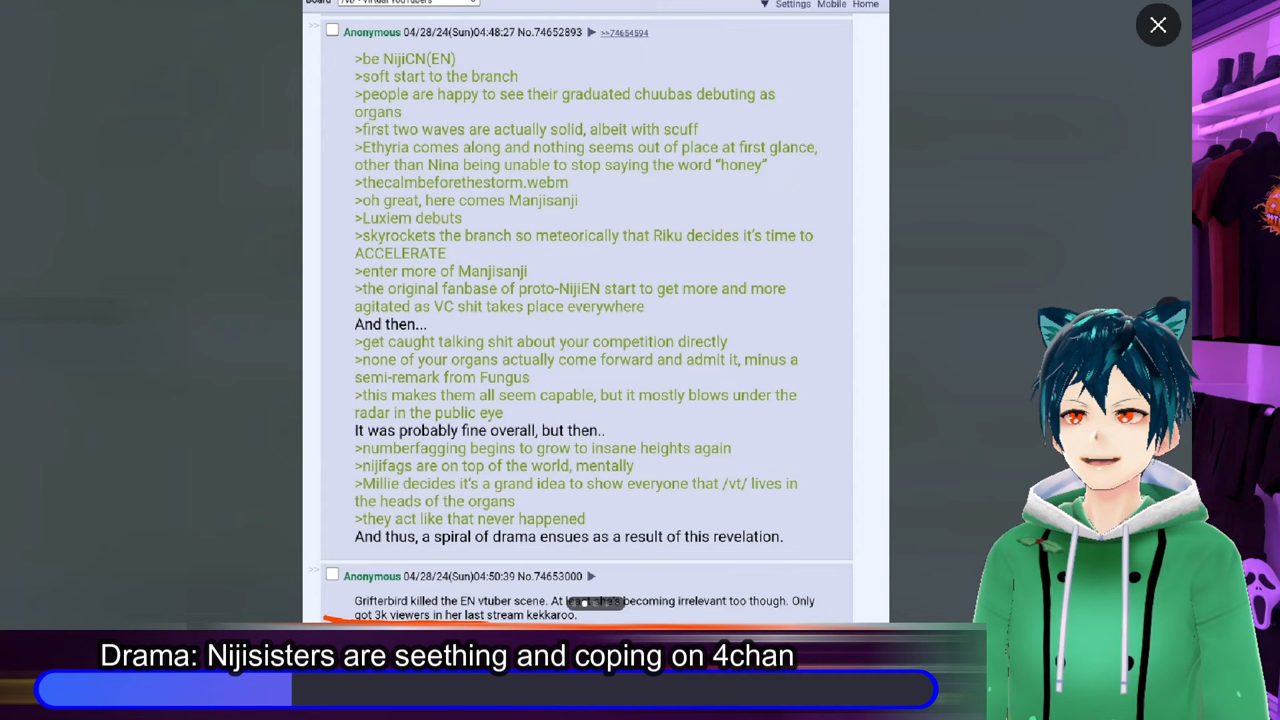 Settings Mobile Home
>> Anonymous 04/28/24(Sun)04:48:27 No.74652893 ▶ >>74654594
>be NijiCN(EN)
>soft start to the branch
>people are happy to see their graduated chuubas debuting as
organs
>first two waves are actually solid, albeit with scuff
>Ethyria comes along and nothing seems out of place at first glance,
other than Nina being unable to stop saying the word “honey”
>thecalmbeforethestorm.webm
>oh great, here comes Manjisanji
>Luxiem debuts
>skyrockets the branch so meteorically that Riku decides it’s time to
ACCELERATE
>enter more of Manjisanji
>the original fanbase of proto-NijiEN start to get more and more
agitated as VC shit takes place everywhere
And then...
>get caught talking shit about your competition directly
>none of your organs actually come forward and admit it, minus a
semi-remark from Fungus
>this makes them all seem capable, but it mostly blows under the
radar in the public eye
It was probably fine overall, but then..
>numberfagging begins to grow to insane heights again
>nijifags are on top of the world, mentally
>Millie decides it’s a grand idea to show everyone that /vt/ lives in
the heads of the organs
>they act like that never happened
And thus, a spiral of drama ensues as a result of this revelation.
>> Anonymous 04/28/24(Sun)04:50:39 No.74653000 ▶
Grifterbird killed the EN vtuber scene. At least she's becoming irrelevant too though. Only
got 3k viewers in her last stream kekkaroo.
Drama: Nijisisters are seething and coping on 4chan